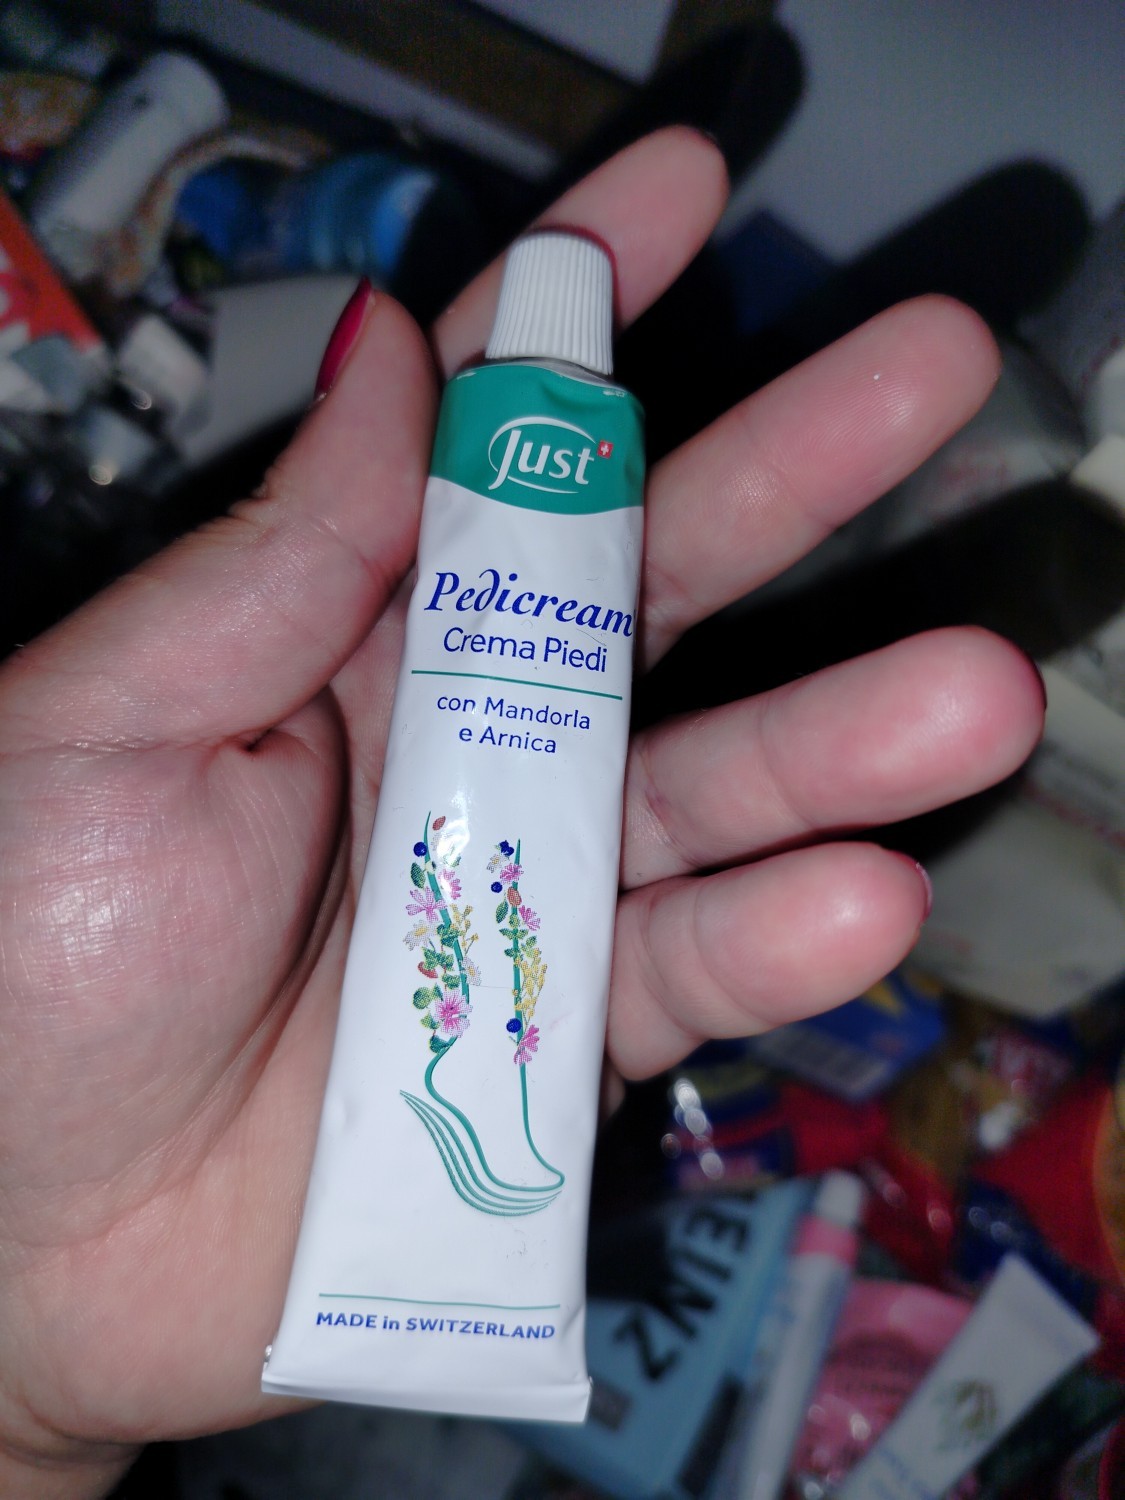 Just
Pedicream
Crema Piedi
con Mandorla
e Arnica
MADE in SWITZERLAND